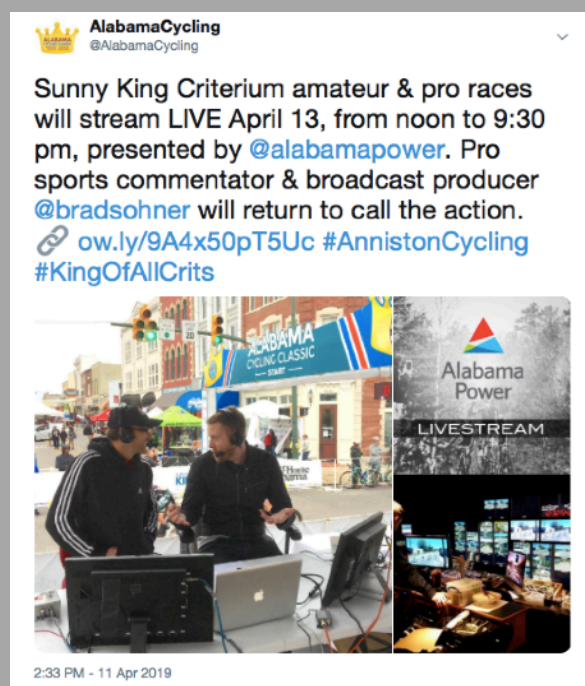 AlabamaCycling
@AlabamaCycling
Sunny King Criterium amateur & pro races
will stream LIVE April 13, from noon to 9:30
pm, presented by @alabamapower. Pro
sports commentator & broadcast producer
@bradsohner will return to call the action.
ow.ly/9A4x50pT5Uc #AnnistonCycling
#KingOfAllCrits
ALABAMA
CYCLING CLASSIC
START
Alabama
Power
LIVESTREAM
2:33 PM - 11 Apr 2019